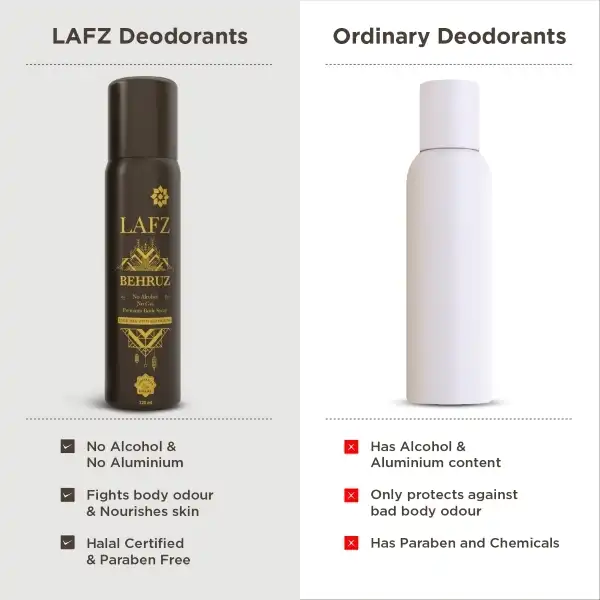 LAFZ Deodorants
LAFZ
BEHRUZ
No Alcohol
No Gas
Premium Body Spray
120 ml
No Alcohol &
No Aluminium
Fights body odour
& Nourishes skin
Halal Certified
& Paraben Free
Ordinary Deodorants
Has Alcohol &
Aluminium content
Only protects against
bad body odour
Has Paraben and Chemicals